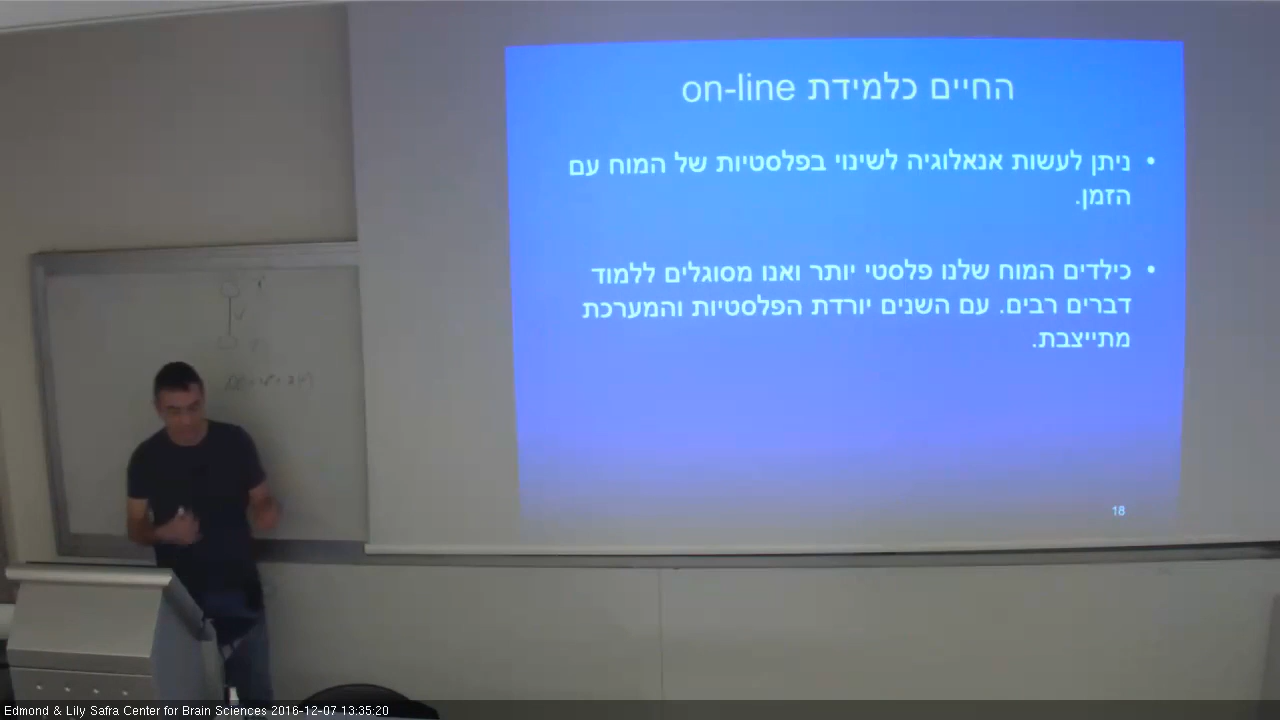 החיים כלמידת on-line
• ניתן לעשות אנאלוגיה לשינוי בפלסטיות של המוח עם
הזמן.
• כילדים המוח שלנו פלסטי יותר ואנו מסוגלים ללמוד
דברים רבים. עם השנים יורדת הפלסטיות והמערכת
מתייצבת.
18
Edmond & Lily Safra Center for Brain Sciences 2016-12-07 13:35:20